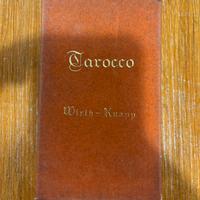 Tarocco
Wirth - Knapp